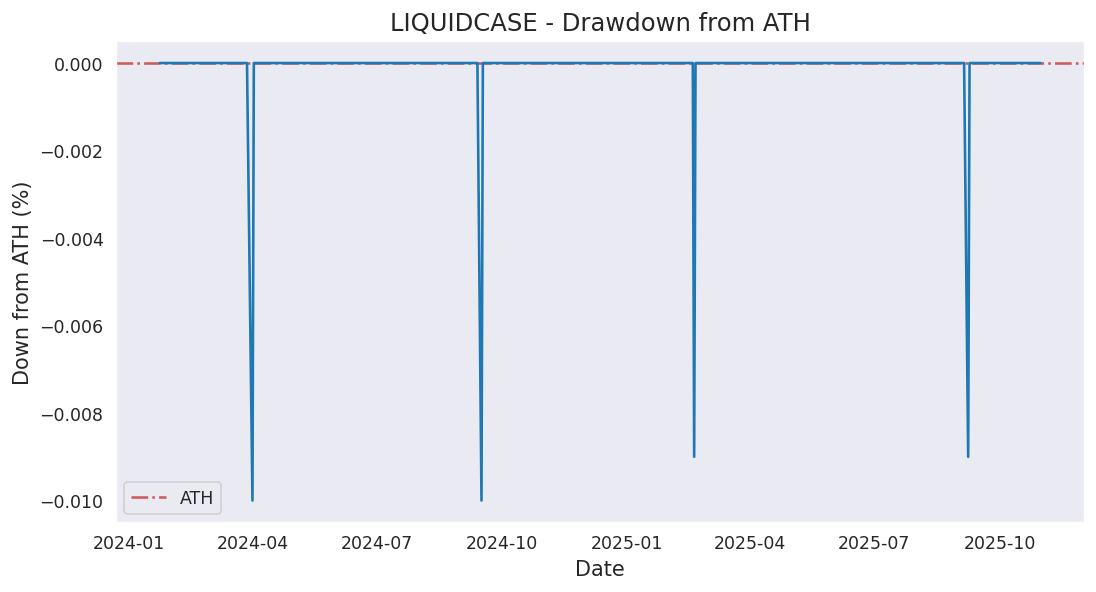 LIQUIDCASE - Drawdown from ATH
Down from ATH (%)
0.000
−0.002
−0.004
−0.006
−0.008
−0.010
ATH
2024-01 2024-04 2024-07 2024-10 2025-01 2025-04 2025-07 2025-10
Date